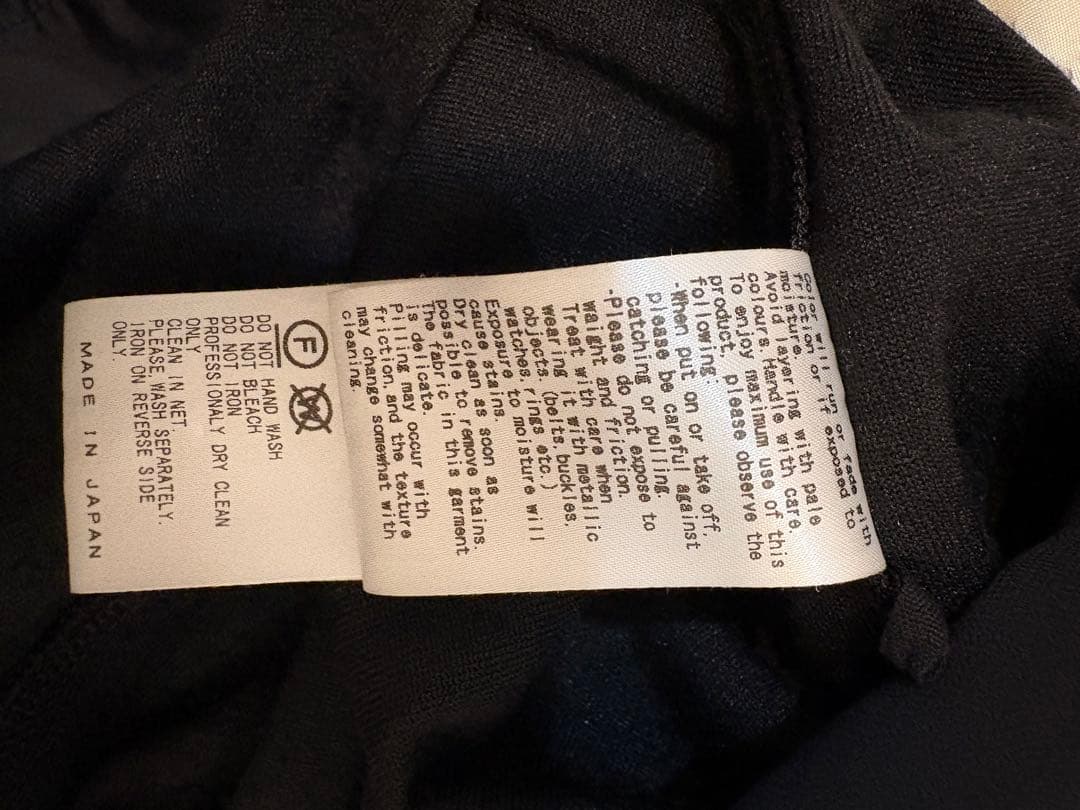 color will run or fade with
friction or if exposed to
moisture.
Avoid layering with pale
colours. Handle with care.
To enjoy maximum use of this
product, please observe the
following:
-When put on or take off,
please be careful against
catching or pulling.
-Please do not expose to
waight and friction.
Treat with care when
wearing it with metallic
objects. (belts, buckles,
watches, rings etc.)
Exposure to moisture will
cause stains.
Dry clean as soon as
possible to remove stains.
The fabric in this garment
is delicate.
Pilling may occur with
friction, and the texture
may change somewhat with
cleaning.
F W
DO NOT HAND WASH
DO NOT BLEACH
DO NOT IRON
PROFESSIONALY DRY CLEAN
ONLY
CLEAN IN NET.
PLEASE WASH SEPARATELY.
IRON ON REVERSE SIDE
ONLY.
MADE IN JAPAN